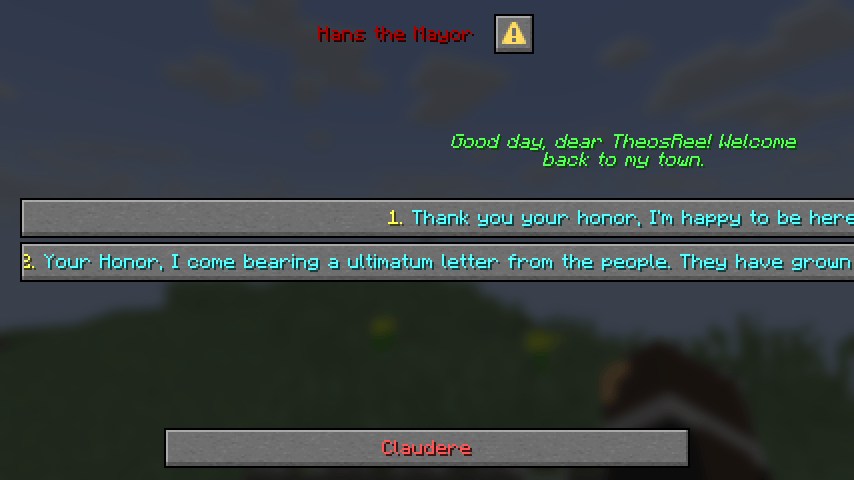 Hans the Mayor
Good day, dear TheosRee! Welcome
back to my town.
1. Thank you your honor, I'm happy to be here
2. Your Honor, I come bearing a ultimatum letter from the people. They have grown
Claudere